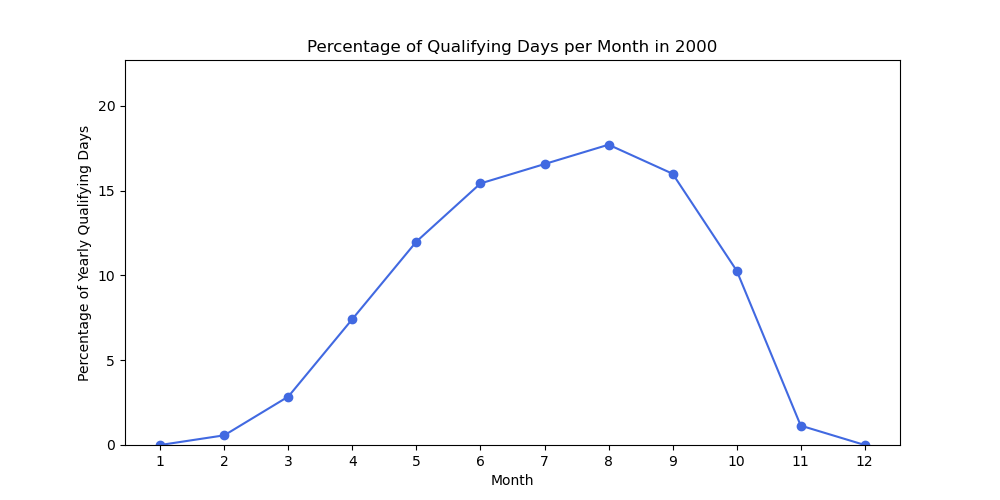 Percentage of Qualifying Days per Month in 2000
Percentage of Yearly Qualifying Days
20
15
10
5
0
1 2 3 4 5 6 7 8 9 10 11 12
Month